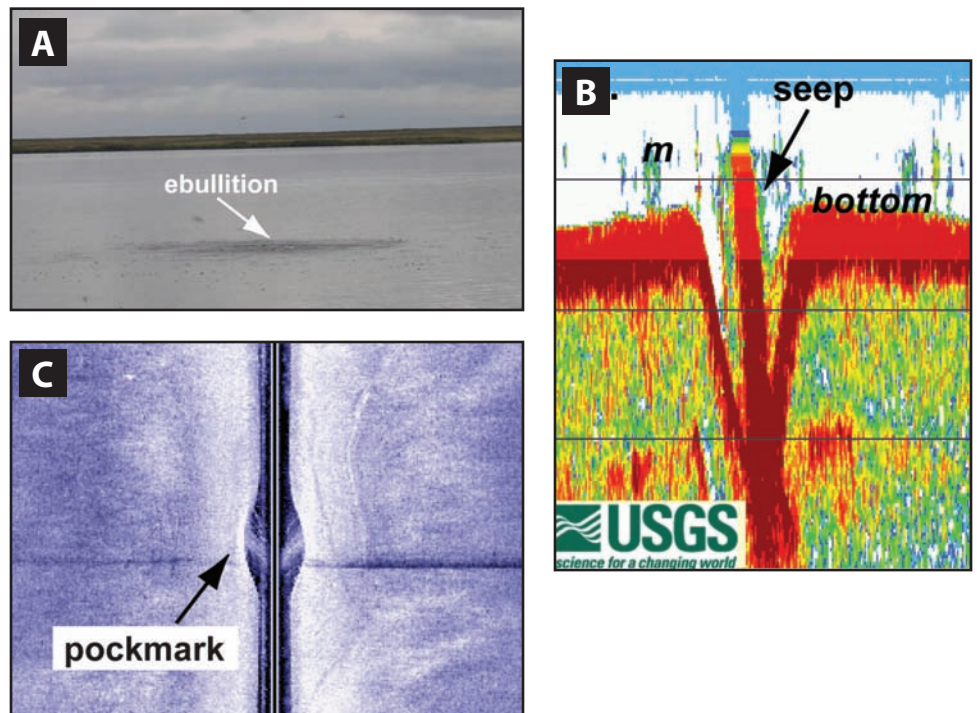 A
ebullition
B
.
seep
m
bottom
USGS
science for a changing world
C
pockmark